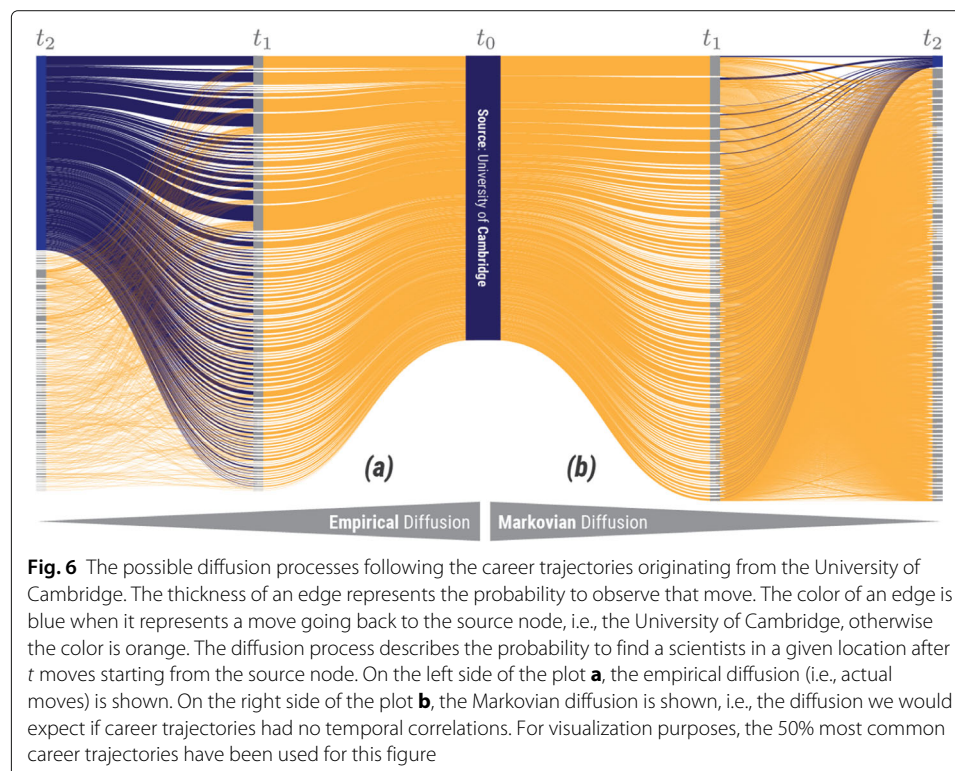 t₂ t₁ t₀ t₁ t₂
Source: University of Cambridge
(a) (b)
Empirical Diffusion Markovian Diffusion
Fig. 6 The possible diffusion processes following the career trajectories originating from the University of
Cambridge. The thickness of an edge represents the probability to observe that move. The color of an edge is
blue when it represents a move going back to the source node, i.e., the University of Cambridge, otherwise
the color is orange. The diffusion process describes the probability to find a scientists in a given location after
t moves starting from the source node. On the left side of the plot a, the empirical diffusion (i.e., actual
moves) is shown. On the right side of the plot b, the Markovian diffusion is shown, i.e., the diffusion we would
expect if career trajectories had no temporal correlations. For visualization purposes, the 50% most common
career trajectories have been used for this figure